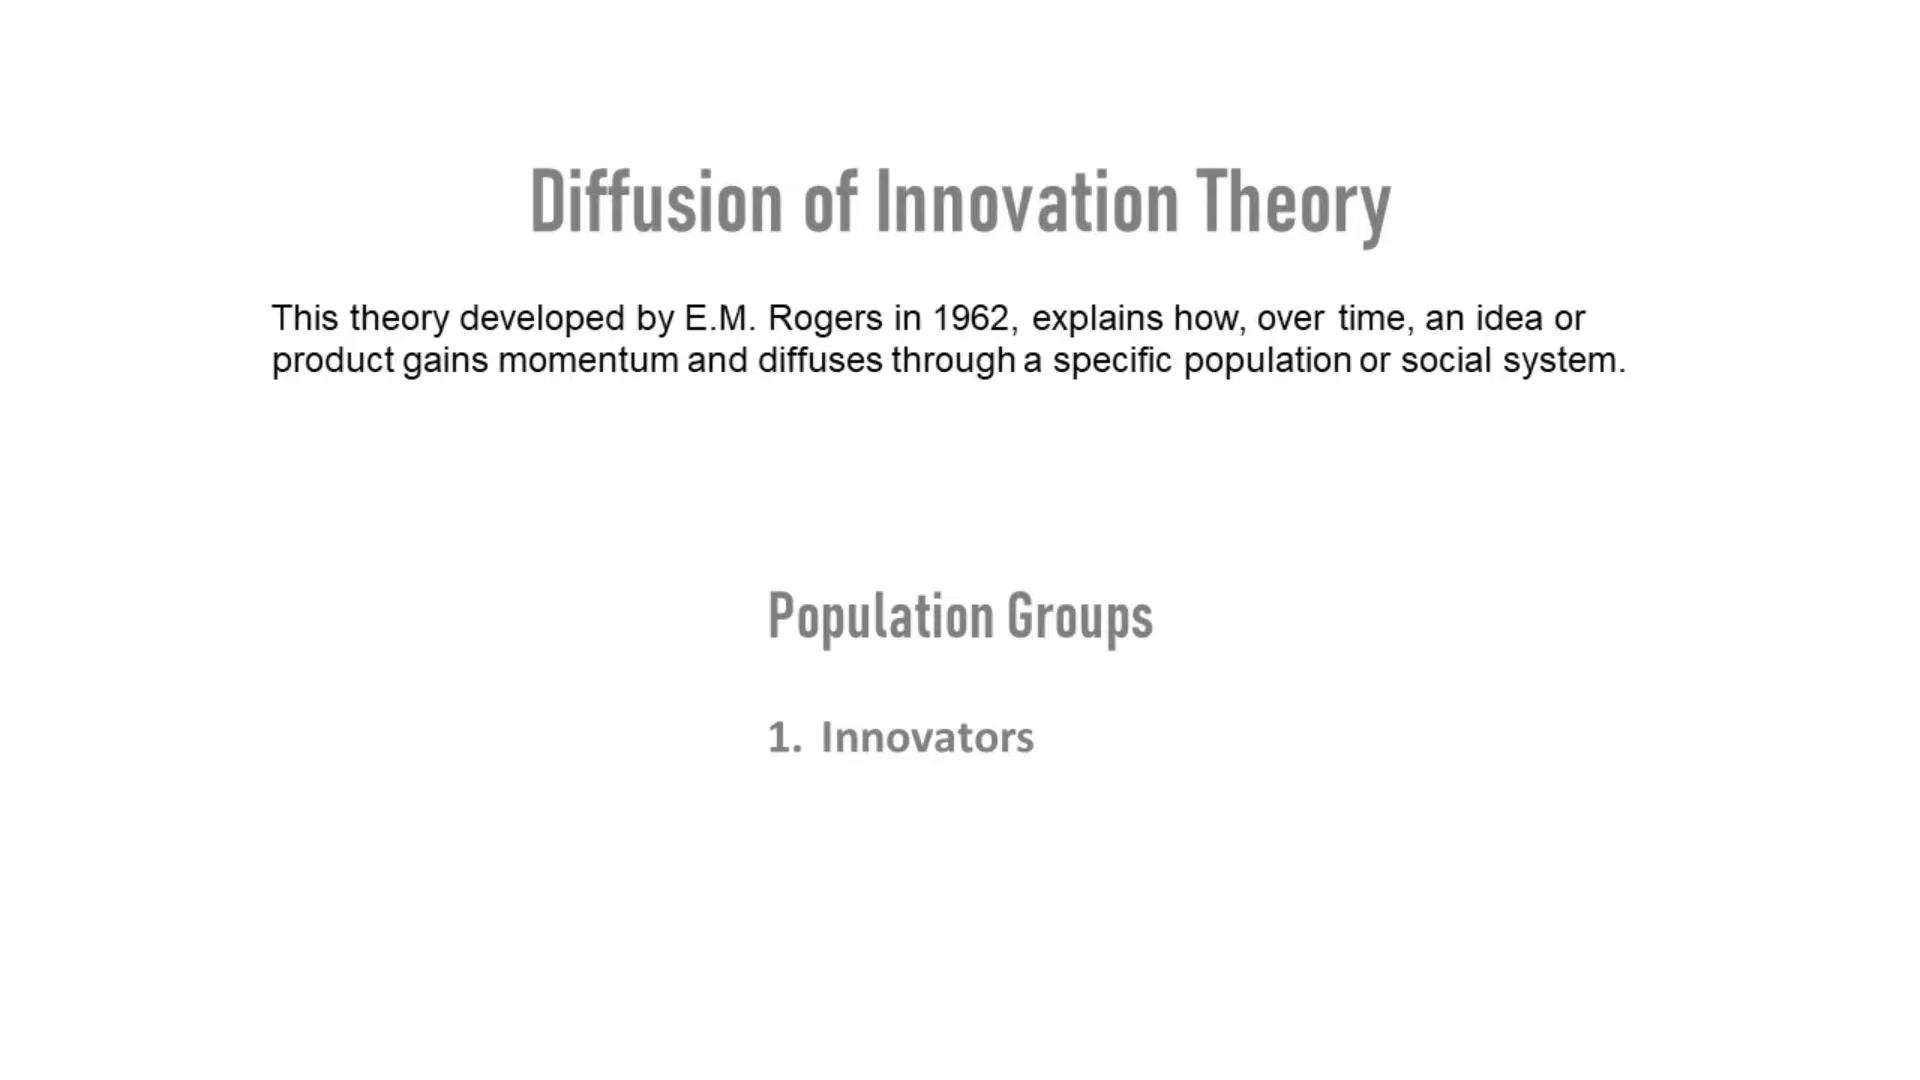 Diffusion of Innovation Theory
This theory developed by E.M. Rogers in 1962, explains how, over time, an idea or
product gains momentum and diffuses through a specific population or social system.
Population Groups
1. Innovators